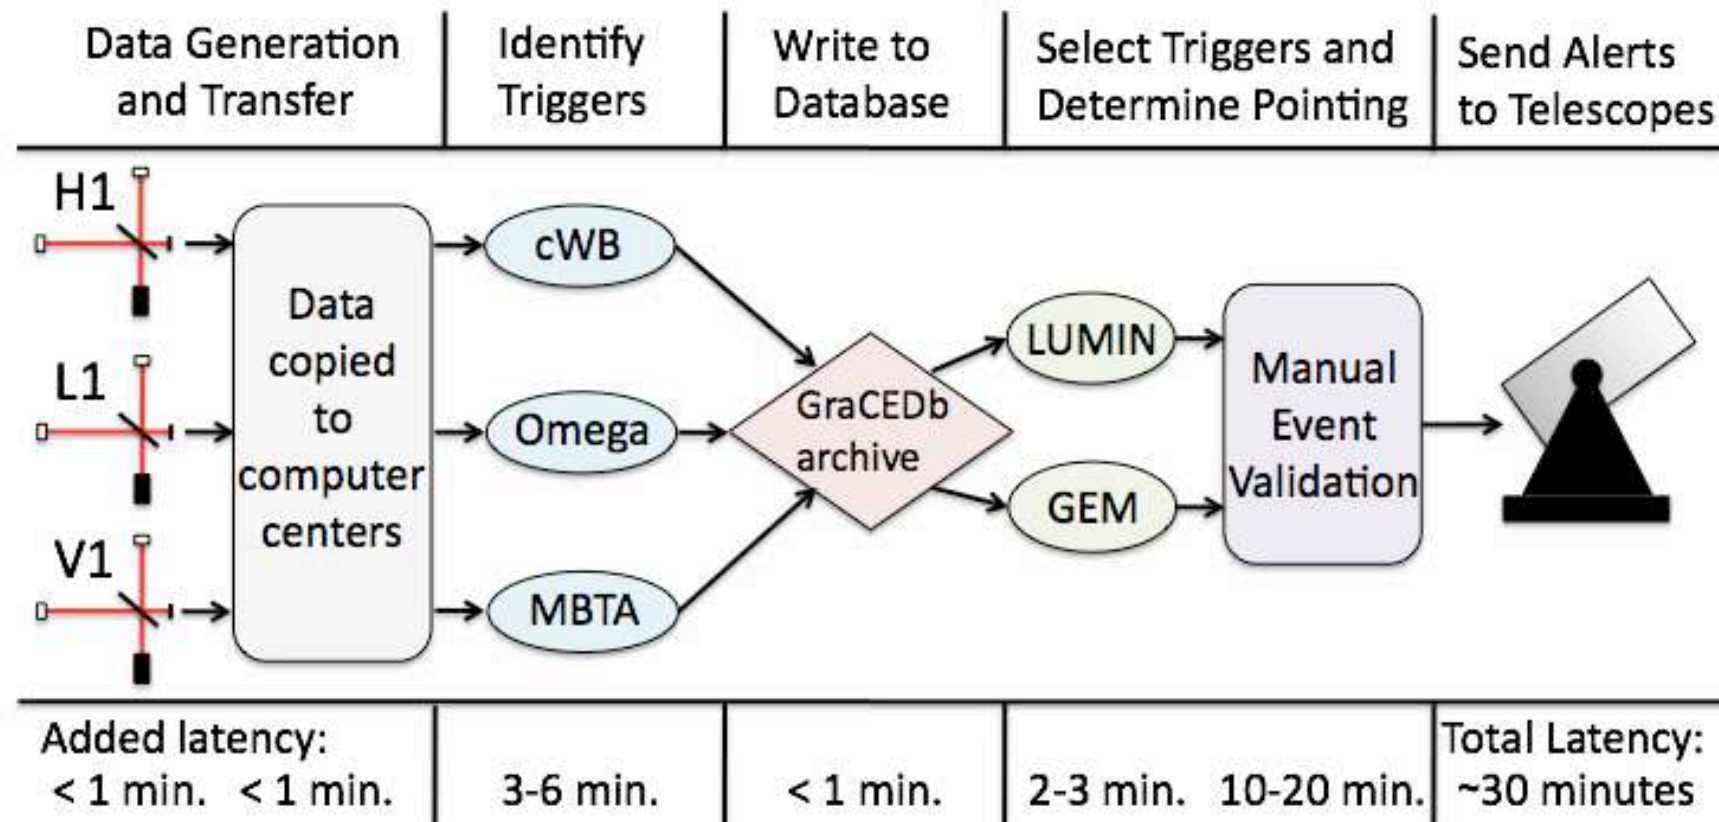 Data Generation
and Transfer
Identify
Triggers
Write to
Database
Select Triggers and
Determine Pointing
Send Alerts
to Telescopes
H1
L1
V1
Data
copied
to
computer
centers
cWB
Omega
MBTA
GraCEDb
archive
LUMIN
GEM
Manual
Event
Validation
Added latency:
< 1 min. < 1 min.
3-6 min.
< 1 min.
2-3 min. 10-20 min.
Total Latency:
~30 minutes